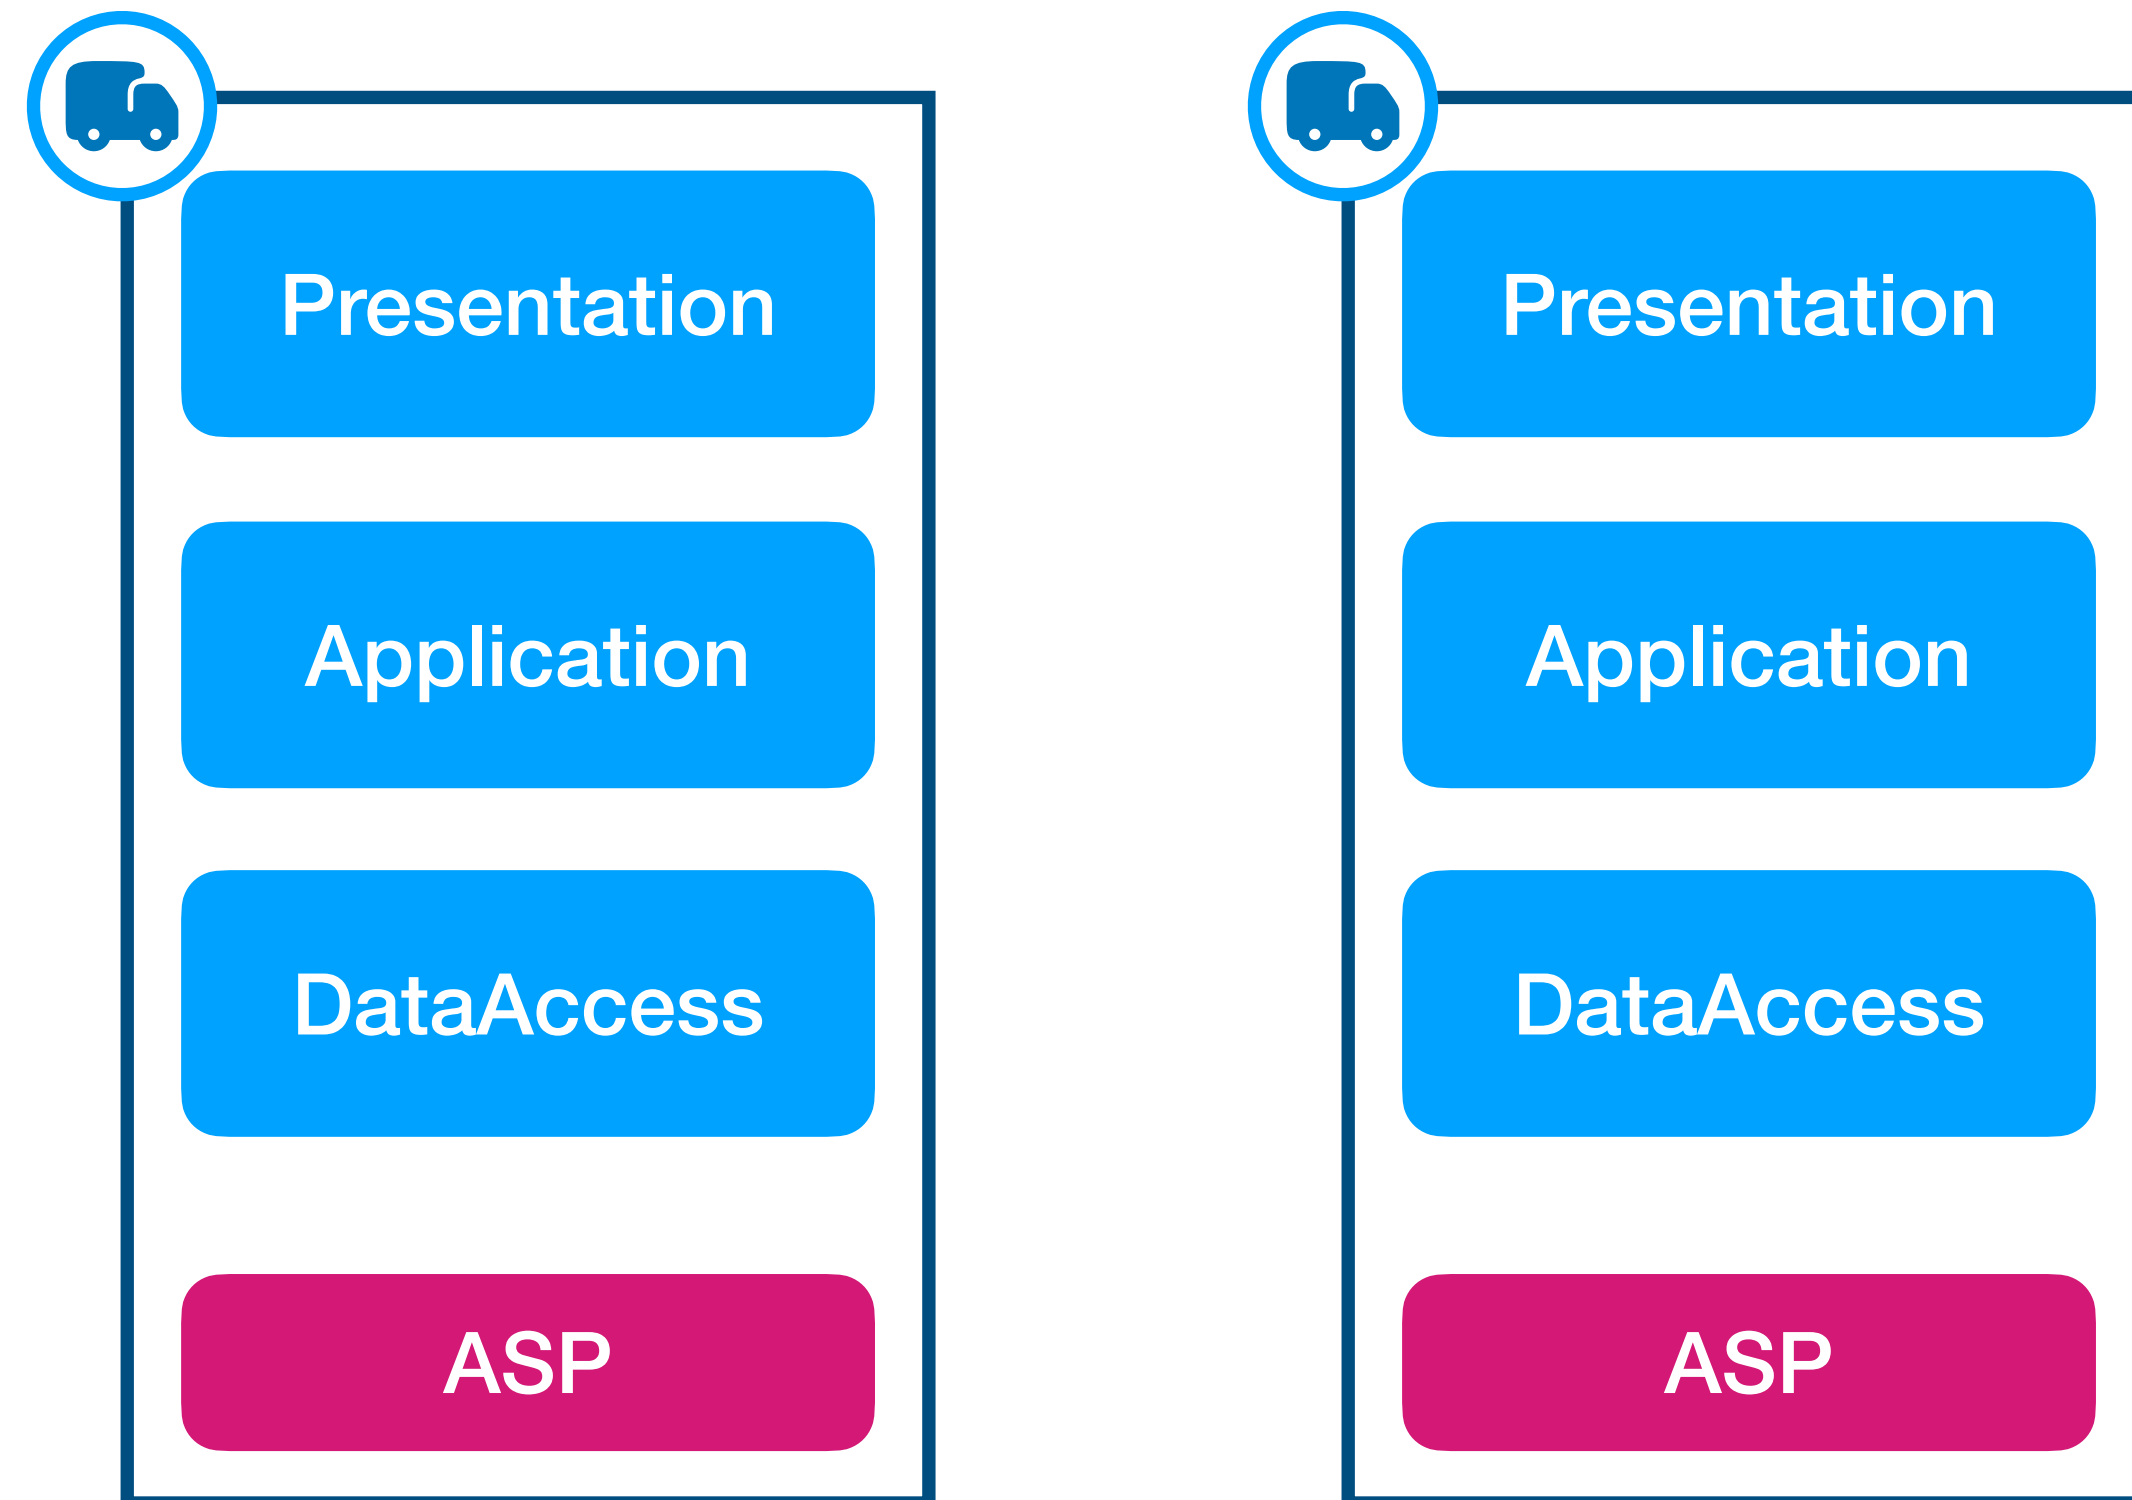 Presentation
Application
DataAccess
ASP
Presentation
Application
DataAccess
ASP